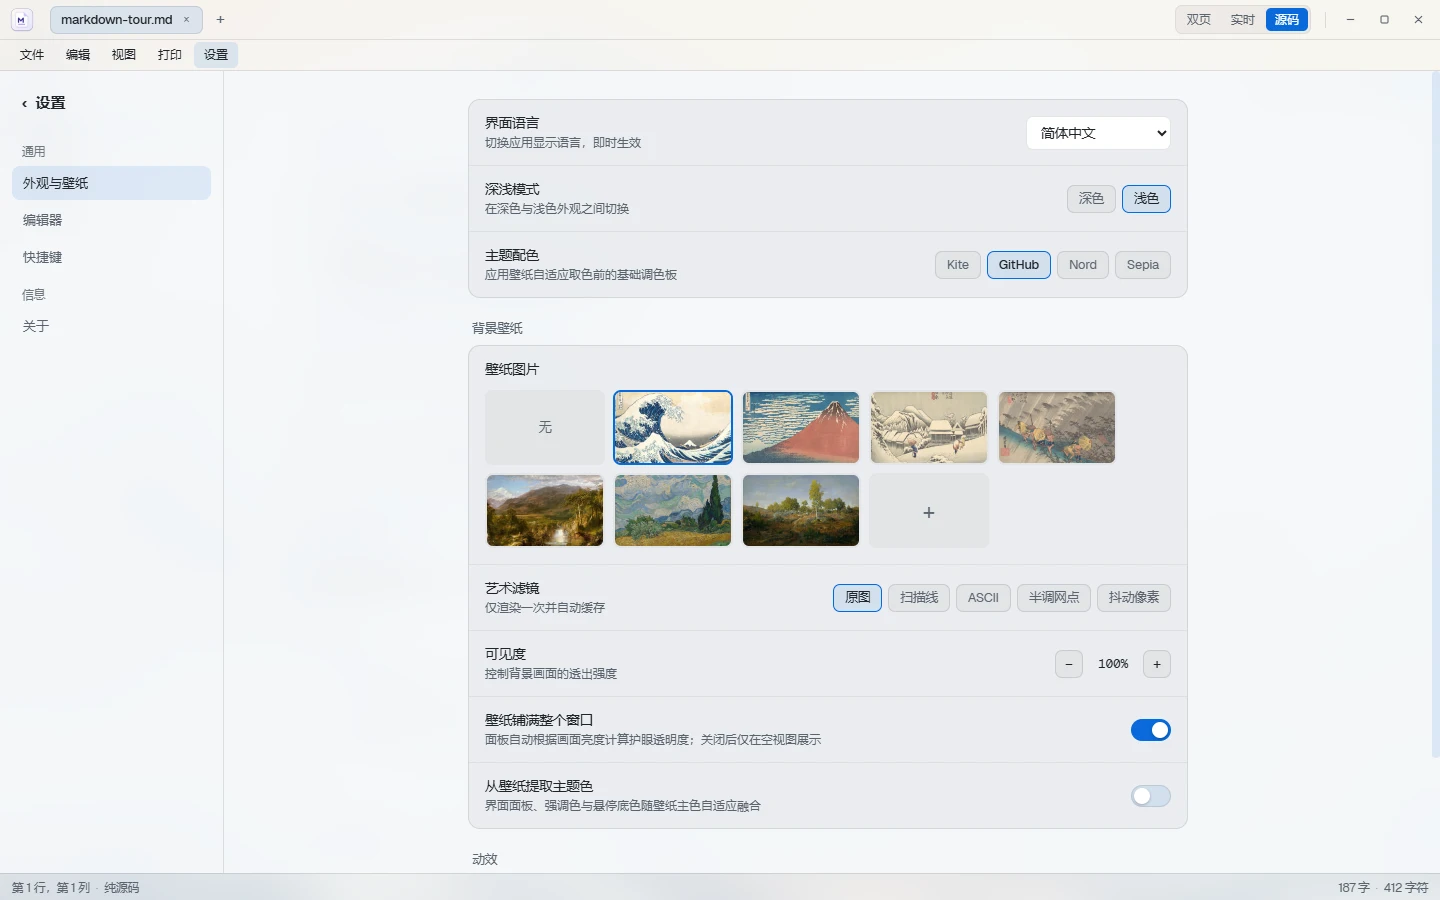 M
markdown-tour.md × +
双页 实时 源码
文件 编辑 视图 打印 设置
‹ 设置
通用
外观与壁纸
编辑器
快捷键
信息
关于
界面语言
切换应用显示语言，即时生效
简体中文
深浅模式
在深色与浅色外观之间切换
深色 浅色
主题配色
应用壁纸自适应取色前的基础调色板
Kite GitHub Nord Sepia
背景壁纸
壁纸图片
无
+
艺术滤镜
仅渲染一次并自动缓存
原图 扫描线 ASCII 半调网点 抖动像素
可见度
控制背景画面的透出强度
− 100% +
壁纸铺满整个窗口
面板自动根据画面亮度计算护眼透明度；关闭后仅在空视图展示
从壁纸提取主题色
界面面板、强调色与悬停底色随壁纸主色自适应融合
动效
第 1 行，第 1 列 · 纯源码
187 字 · 412 字符